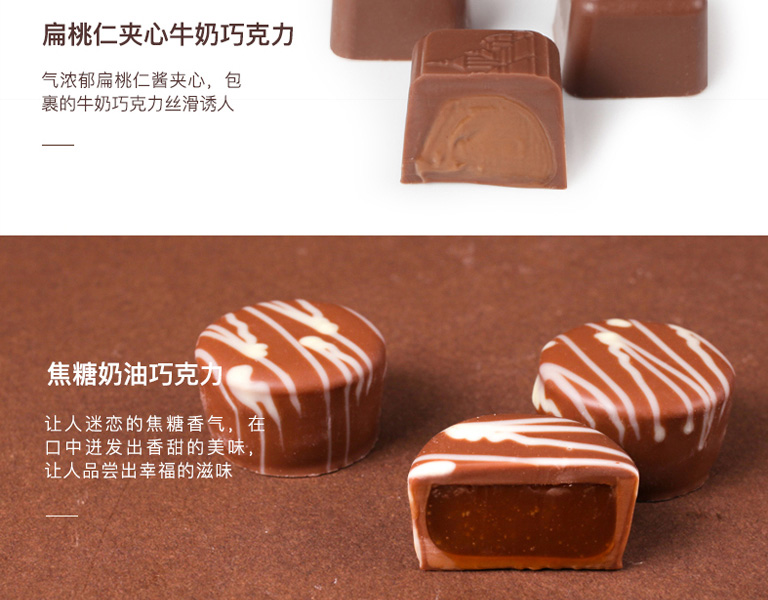 扁桃仁夹心牛奶巧克力
气浓郁扁桃仁酱夹心，包
裹的牛奶巧克力丝滑诱人
焦糖奶油巧克力
让人迷恋的焦糖香气，在
口中迸发出香甜的美味，
让人品尝出幸福的滋味